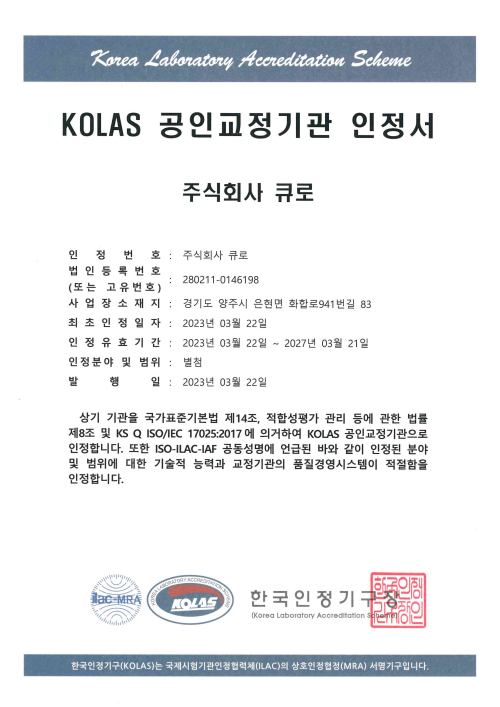 Korea Laboratory Accreditation Scheme
KOLAS 공인교정기관 인정서
주식회사 큐로
인 정 번 호 : 주식회사 큐로
법 인 등 록 번 호
(또는 고유번호) : 280211-0146198
사 업 장 소 재 지 : 경기도 양주시 은현면 화합로941번길 83
최 초 인 정 일 자 : 2023년 03월 22일
인 정 유 효 기 간 : 2023년 03월 22일 ~ 2027년 03월 21일
인정분야 및 범위 : 별첨
발 행 일 : 2023년 03월 22일
상기 기관을 국가표준기본법 제14조, 적합성평가 관리 등에 관한 법률
제8조 및 KS Q ISO/IEC 17025:2017 에 의거하여 KOLAS 공인교정기관으로
인정합니다. 또한 ISO-ILAC-IAF 공동성명에 언급된 바와 같이 인정된 분야
및 범위에 대한 기술적 능력과 교정기관의 품질경영시스템이 적절함을
인정합니다.
ilac-MRA
KOREA LABORATORY ACCREDITATION SCHEME
KOLAS
한국인정기구장
(Korea Laboratory Accreditation Scheme)
한국인정기구(KOLAS)는 국제시험기관인정협력체(ILAC)의 상호인정협정(MRA) 서명기구입니다.